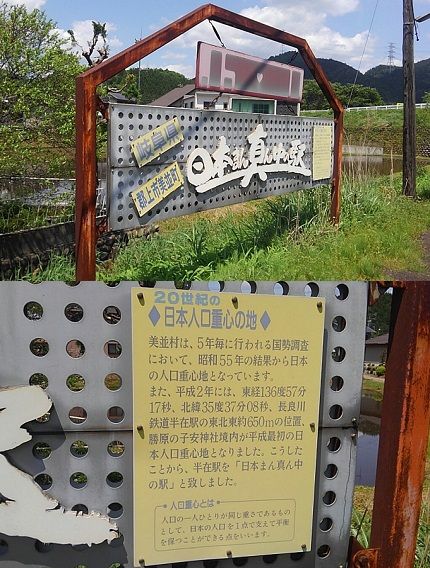 岐阜県
郡上市美並村
日本まん真ん中の駅
20世紀の
◆日本人口重心の地◆
美並村は、5年毎に行われる国勢調査
において、昭和55年の結果から日本
の人口重心地となっています。
また、平成2年には、東経136度57分
17秒、北緯35度37分08秒、長良川
鉄道半在駅の東北東約650mの位置、
勝原の子安神社境内が平成最初の日
本人口重心地となりました。こうした
ことから、半在駅を「日本まん真ん中
の駅」と致しました。
人口重心とは
人口の一人ひとりが同じ重さであるもの
として、日本の人口を1点で支えて平衡
を保つことができる点をいいます。